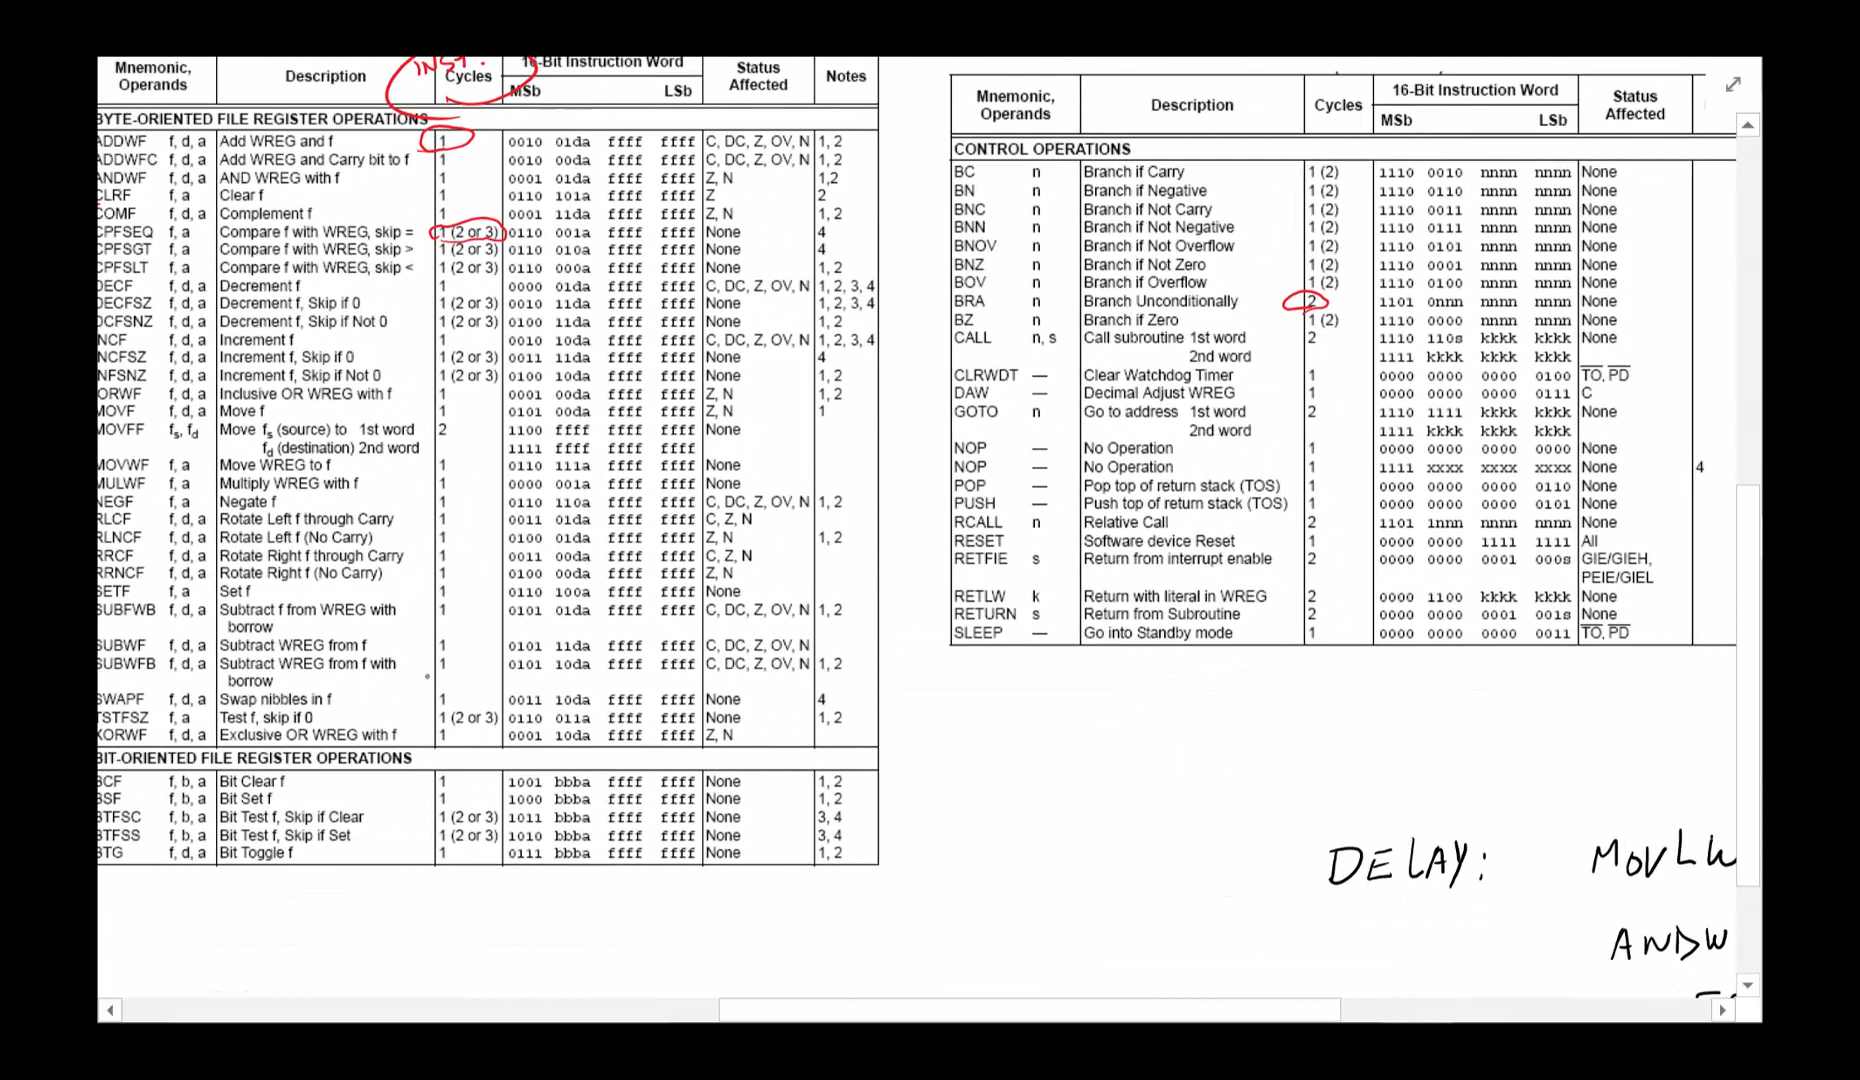 INST.
Mnemonic, Operands Description Cycles 16-Bit Instruction Word MSb LSb Status Affected Notes
BYTE-ORIENTED FILE REGISTER OPERATIONS
ADDWF f, d, a Add WREG and f 1 0010 01da ffff ffff C, DC, Z, OV, N 1, 2
ADDWFC f, d, a Add WREG and Carry bit to f 1 0010 00da ffff ffff C, DC, Z, OV, N 1, 2
ANDWF f, d, a AND WREG with f 1 0001 01da ffff ffff Z, N 1,2
CLRF f, a Clear f 1 0110 101a ffff ffff Z 2
COMF f, d, a Complement f 1 0001 11da ffff ffff Z, N 1, 2
CPFSEQ f, a Compare f with WREG, skip = 1 (2 or 3) 0110 001a ffff ffff None 4
CPFSGT f, a Compare f with WREG, skip > 1 (2 or 3) 0110 010a ffff ffff None 4
CPFSLT f, a Compare f with WREG, skip < 1 (2 or 3) 0110 000a ffff ffff None 1, 2
DECF f, d, a Decrement f 1 0000 01da ffff ffff C, DC, Z, OV, N 1, 2, 3, 4
DECFSZ f, d, a Decrement f, Skip if 0 1 (2 or 3) 0010 11da ffff ffff None 1, 2, 3, 4
DCFSNZ f, d, a Decrement f, Skip if Not 0 1 (2 or 3) 0100 11da ffff ffff None 1, 2
INCF f, d, a Increment f 1 0010 10da ffff ffff C, DC, Z, OV, N 1, 2, 3, 4
INCFSZ f, d, a Increment f, Skip if 0 1 (2 or 3) 0011 11da ffff ffff None 4
INFSNZ f, d, a Increment f, Skip if Not 0 1 (2 or 3) 0100 10da ffff ffff None 1, 2
IORWF f, d, a Inclusive OR WREG with f 1 0001 00da ffff ffff Z, N 1, 2
MOVF f, d, a Move f 1 0101 00da ffff ffff Z, N 1
MOVFF fs, fd Move fs (source) to 1st word 2 1100 ffff ffff ffff None
fd (destination) 2nd word 1111 ffff ffff ffff
MOVWF f, a Move WREG to f 1 0110 111a ffff ffff None
MULWF f, a Multiply WREG with f 1 0000 001a ffff ffff None
NEGF f, a Negate f 1 0110 110a ffff ffff C, DC, Z, OV, N 1, 2
RLCF f, d, a Rotate Left f through Carry 1 0011 01da ffff ffff C, Z, N
RLNCF f, d, a Rotate Left f (No Carry) 1 0100 01da ffff ffff Z, N 1, 2
RRCF f, d, a Rotate Right f through Carry 1 0011 00da ffff ffff C, Z, N
RRNCF f, d, a Rotate Right f (No Carry) 1 0100 00da ffff ffff Z, N
SETF f, a Set f 1 0110 100a ffff ffff None
SUBFWB f, d, a Subtract f from WREG with 1 0101 01da ffff ffff C, DC, Z, OV, N 1, 2
borrow
SUBWF f, d, a Subtract WREG from f 1 0101 11da ffff ffff C, DC, Z, OV, N
SUBWFB f, d, a Subtract WREG from f with 1 0101 10da ffff ffff C, DC, Z, OV, N 1, 2
borrow
SWAPF f, d, a Swap nibbles in f 1 0011 10da ffff ffff None 4
TSTFSZ f, a Test f, skip if 0 1 (2 or 3) 0110 011a ffff ffff None 1, 2
XORWF f, d, a Exclusive OR WREG with f 1 0001 10da ffff ffff Z, N
BIT-ORIENTED FILE REGISTER OPERATIONS
BCF f, b, a Bit Clear f 1 1001 bbba ffff ffff None 1, 2
BSF f, b, a Bit Set f 1 1000 bbba ffff ffff None 1, 2
BTFSC f, b, a Bit Test f, Skip if Clear 1 (2 or 3) 1011 bbba ffff ffff None 3, 4
BTFSS f, b, a Bit Test f, Skip if Set 1 (2 or 3) 1010 bbba ffff ffff None 3, 4
BTG f, d, a Bit Toggle f 1 0111 bbba ffff ffff None 1, 2
Mnemonic, Operands Description Cycles 16-Bit Instruction Word MSb LSb Status Affected
CONTROL OPERATIONS
BC n Branch if Carry 1 (2) 1110 0010 nnnn nnnn None
BN n Branch if Negative 1 (2) 1110 0110 nnnn nnnn None
BNC n Branch if Not Carry 1 (2) 1110 0011 nnnn nnnn None
BNN n Branch if Not Negative 1 (2) 1110 0111 nnnn nnnn None
BNOV n Branch if Not Overflow 1 (2) 1110 0101 nnnn nnnn None
BNZ n Branch if Not Zero 1 (2) 1110 0001 nnnn nnnn None
BOV n Branch if Overflow 1 (2) 1110 0100 nnnn nnnn None
BRA n Branch Unconditionally 2 1101 0nnn nnnn nnnn None
BZ n Branch if Zero 1 (2) 1110 0000 nnnn nnnn None
CALL n, s Call subroutine 1st word 2 1110 110s kkkk kkkk None
2nd word 1111 kkkk kkkk kkkk
CLRWDT — Clear Watchdog Timer 1 0000 0000 0000 0100 TO, PD
DAW — Decimal Adjust WREG 1 0000 0000 0000 0111 C
GOTO n Go to address 1st word 2 1110 1111 kkkk kkkk None
2nd word 1111 kkkk kkkk kkkk
NOP — No Operation 1 0000 0000 0000 0000 None
NOP — No Operation 1 1111 xxxx xxxx xxxx None 4
POP — Pop top of return stack (TOS) 1 0000 0000 0000 0110 None
PUSH — Push top of return stack (TOS) 1 0000 0000 0000 0101 None
RCALL n Relative Call 2 1101 1nnn nnnn nnnn None
RESET Software device Reset 1 0000 0000 1111 1111 All
RETFIE s Return from interrupt enable 2 0000 0000 0001 000s GIE/GIEH,
PEIE/GIEL
RETLW k Return with literal in WREG 2 0000 1100 kkkk kkkk None
RETURN s Return from Subroutine 2 0000 0000 0001 001s None
SLEEP — Go into Standby mode 1 0000 0000 0000 0011 TO, PD
DELAY: MOVLW
ANDW